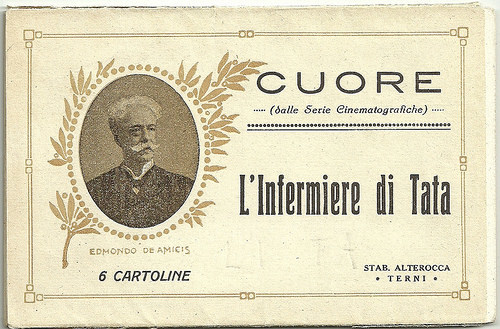 CUORE
(dalle Serie Cinematografiche)
L'Infermiere di Tata
EDMONDO DE AMICIS
6 CARTOLINE
STAB. ALTEROCCA
• TERNI •